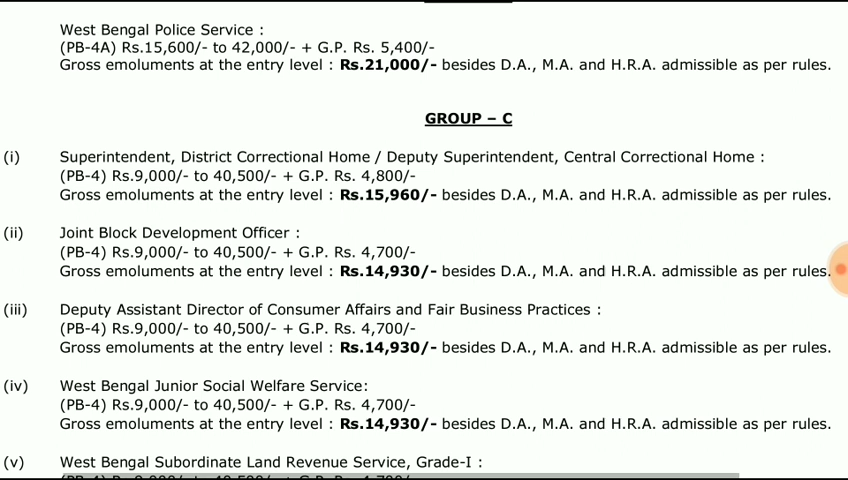 West Bengal Police Service :
(PB-4A) Rs.15,600/- to 42,000/- + G.P. Rs. 5,400/-
Gross emoluments at the entry level : Rs.21,000/- besides D.A., M.A. and H.R.A. admissible as per rules.
GROUP – C
(i) Superintendent, District Correctional Home / Deputy Superintendent, Central Correctional Home :
(PB-4) Rs.9,000/- to 40,500/- + G.P. Rs. 4,800/-
Gross emoluments at the entry level : Rs.15,960/- besides D.A., M.A. and H.R.A. admissible as per rules.
(ii) Joint Block Development Officer :
(PB-4) Rs.9,000/- to 40,500/- + G.P. Rs. 4,700/-
Gross emoluments at the entry level : Rs.14,930/- besides D.A., M.A. and H.R.A. admissible as per rules.
(iii) Deputy Assistant Director of Consumer Affairs and Fair Business Practices :
(PB-4) Rs.9,000/- to 40,500/- + G.P. Rs. 4,700/-
Gross emoluments at the entry level : Rs.14,930/- besides D.A., M.A. and H.R.A. admissible as per rules.
(iv) West Bengal Junior Social Welfare Service:
(PB-4) Rs.9,000/- to 40,500/- + G.P. Rs. 4,700/-
Gross emoluments at the entry level : Rs.14,930/- besides D.A., M.A. and H.R.A. admissible as per rules.
(v) West Bengal Subordinate Land Revenue Service, Grade-I :